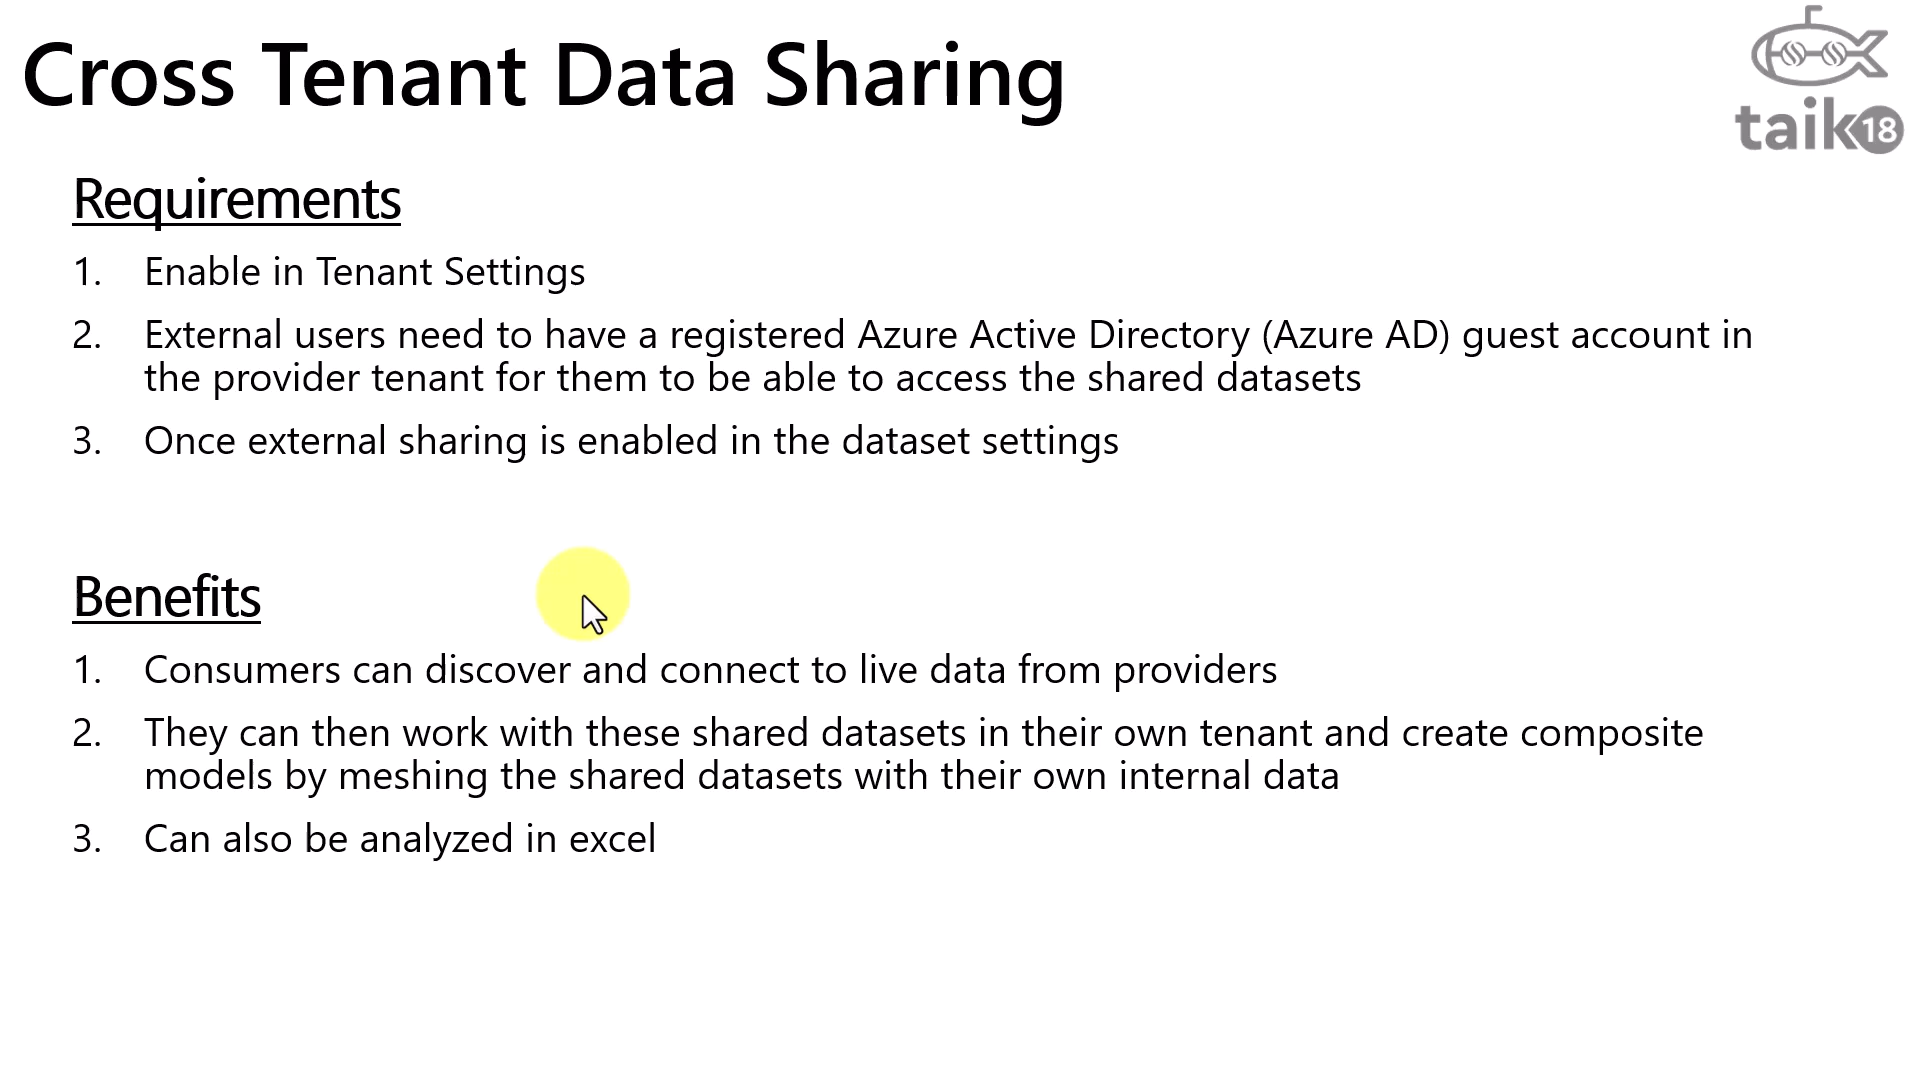 Cross Tenant Data Sharing
taik18
Requirements
1. Enable in Tenant Settings
2. External users need to have a registered Azure Active Directory (Azure AD) guest account in
the provider tenant for them to be able to access the shared datasets
3. Once external sharing is enabled in the dataset settings
Benefits
1. Consumers can discover and connect to live data from providers
2. They can then work with these shared datasets in their own tenant and create composite
models by meshing the shared datasets with their own internal data
3. Can also be analyzed in excel